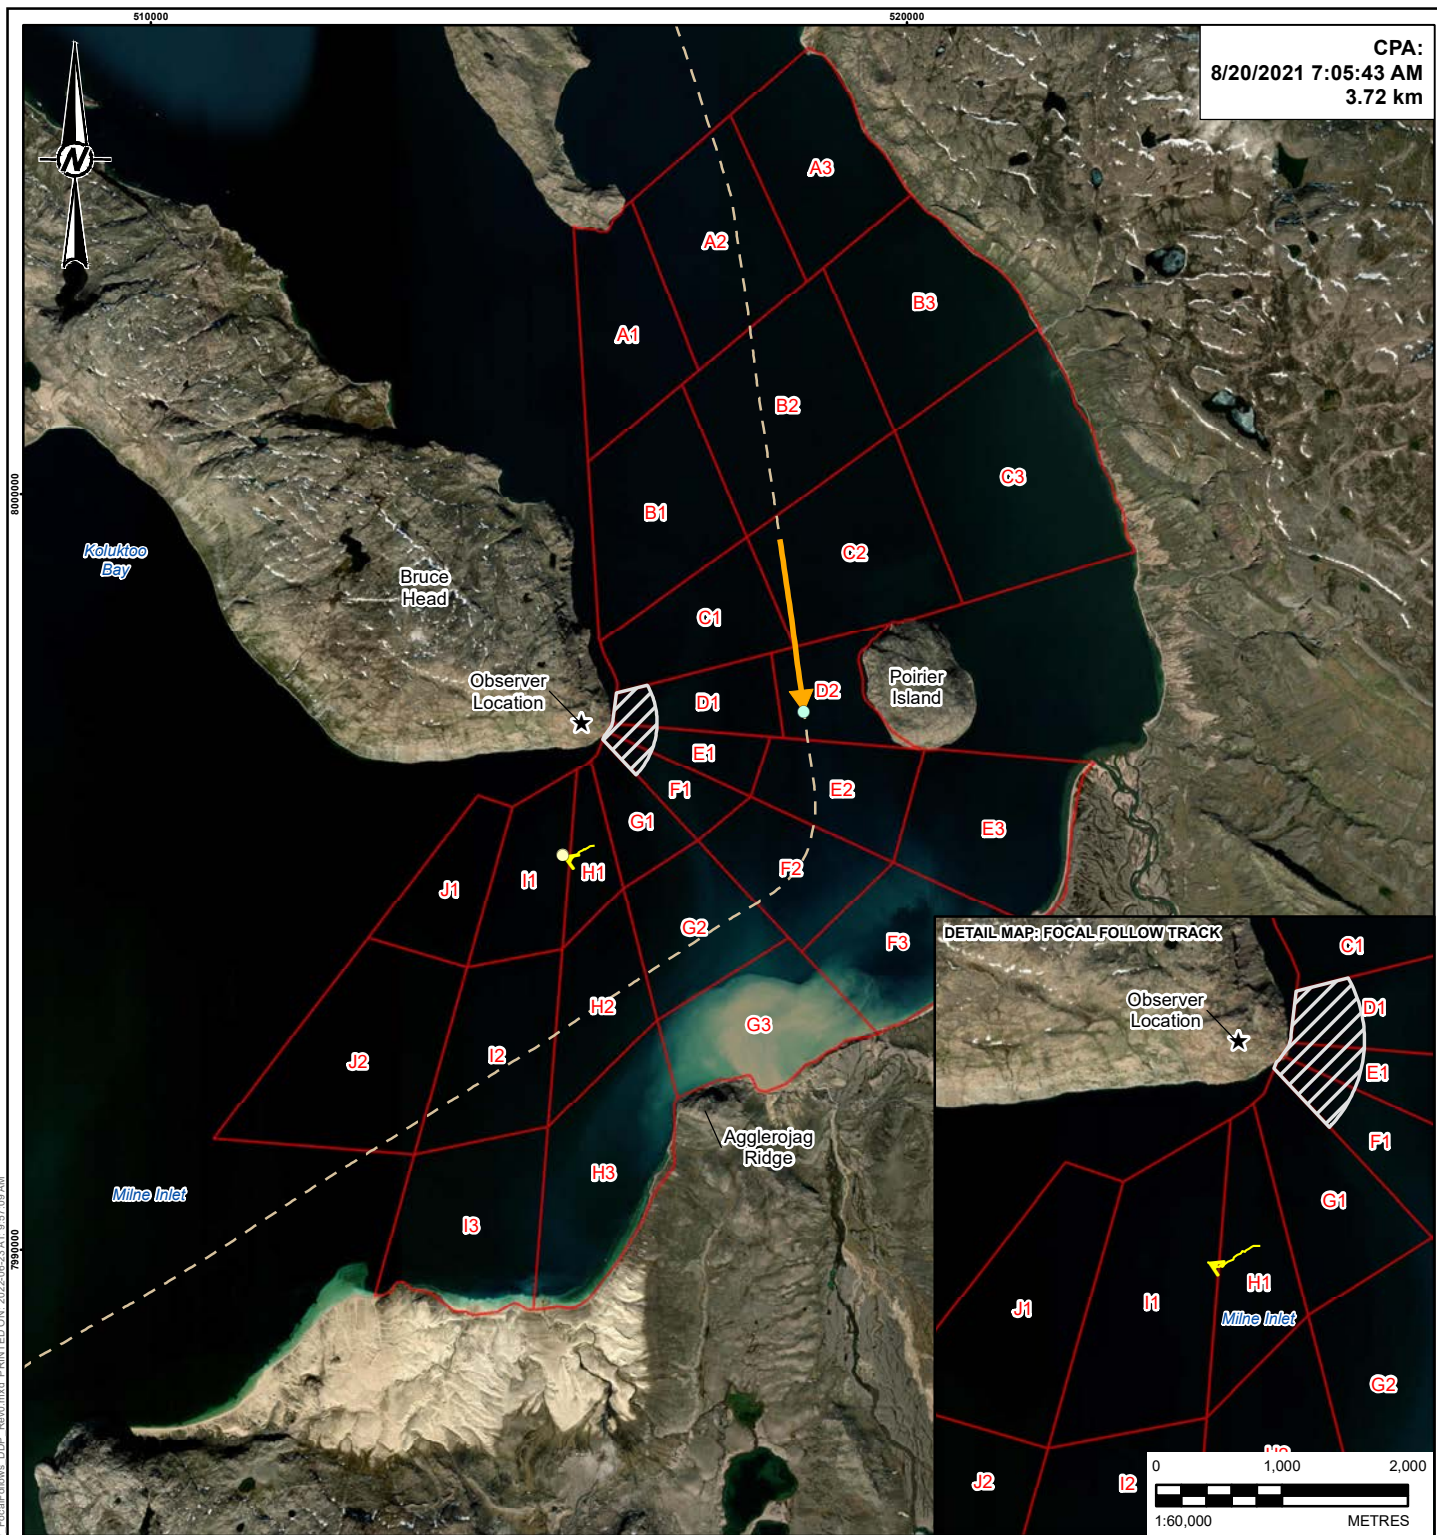 510000
520000
CPA:
8/20/2021 7:05:43 AM
3.72 km
N
A3
A2
B3
A1
B2
C3
8000000
B1
Koluktoo
Bay
C2
Bruce
Head
C1
Observer
Location
Poirier
Island
D2
D1
E1
F1
E2
G1
E3
F2
H1
I1
J1
G2
F3
H2
G3
I2
J2
Agglerojag
Ridge
H3
Milne Inlet
I3
7990000
DETAIL MAP: FOCAL FOLLOW TRACK
C1
Observer
Location
D1
E1
F1
G1
H1
I1
J1
Milne Inlet
G2
J2
I2
0 1,000 2,000
1:60,000 METRES